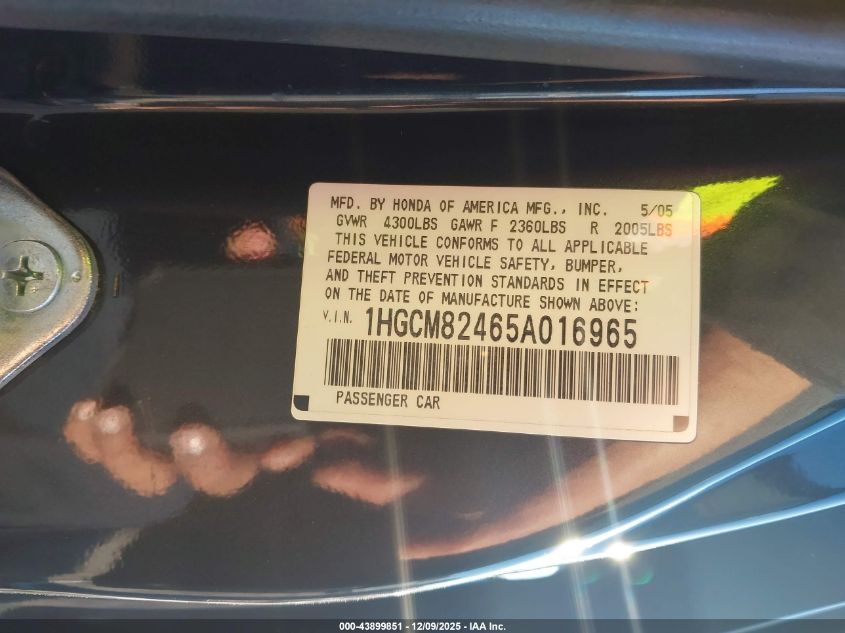 MFD. BY HONDA OF AMERICA MFG., INC. 5/05
GVWR 4300LBS GAWR F 2360LBS R 2005LBS
THIS VEHICLE CONFORMS TO ALL APPLICABLE
FEDERAL MOTOR VEHICLE SAFETY, BUMPER,
AND THEFT PREVENTION STANDARDS IN EFFECT
ON THE DATE OF MANUFACTURE SHOWN ABOVE:
V.I.N. 1HGCM82465A016965
PASSENGER CAR
000-43899851 - 12/09/2025 - IAA Inc.